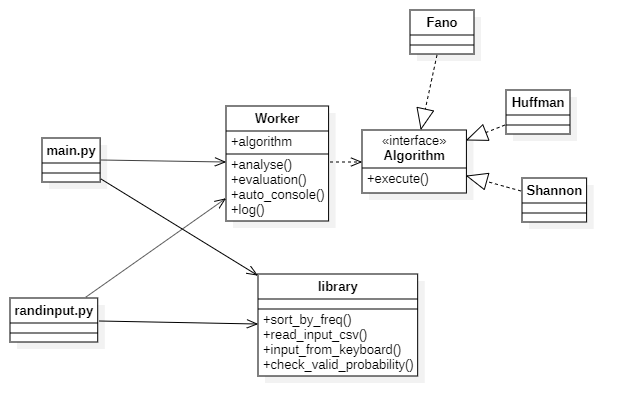 Fano
Huffman
Worker
+algorithm
+analyse()
+evaluation()
+auto_console()
+log()
«interface»
Algorithm
+execute()
main.py
Shannon
library
+sort_by_freq()
+read_input_csv()
+input_from_keyboard()
+check_valid_probability()
randinput.py